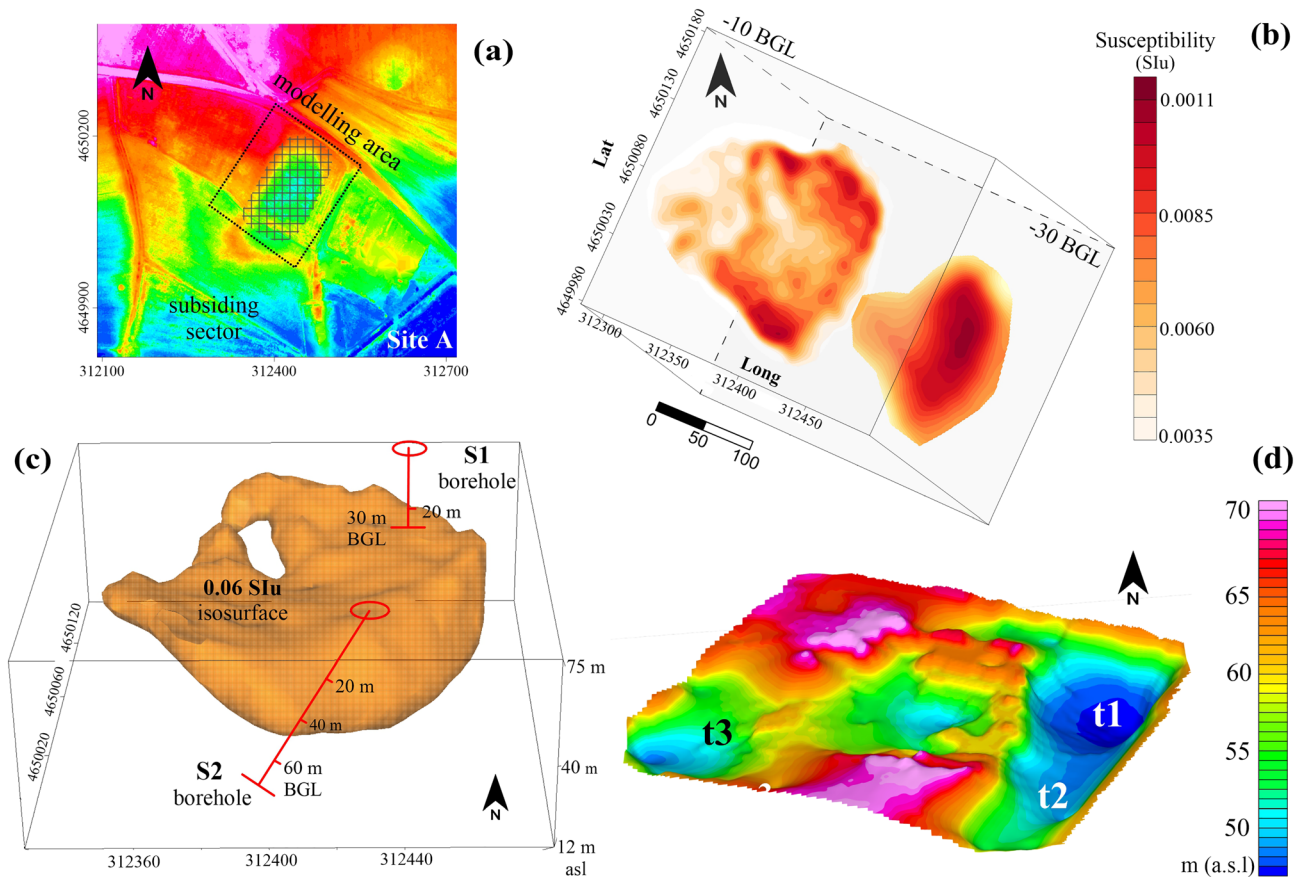 (a)
N
modelling area
4650200
4649900
subsiding
sector
Site A
312100
312400
312700
(b)
-10 BGL
-30 BGL
N
Susceptibility
(SIu)
0.0011
0.0085
0.0060
0.0035
Lat
4650180
4650130
4650080
4650030
4649980
312300
312350
312400
312450
Long
0
50
100
(c)
S1
borehole
20 m
30 m
BGL
0.06 SIu
isosurface
20 m
40 m
60 m
BGL
S2
borehole
4650120
4650060
4650020
75 m
40 m
12 m
asl
N
312360
312400
312440
(d)
N
t1
t2
t3
70
65
60
55
50
m (a.s.l)